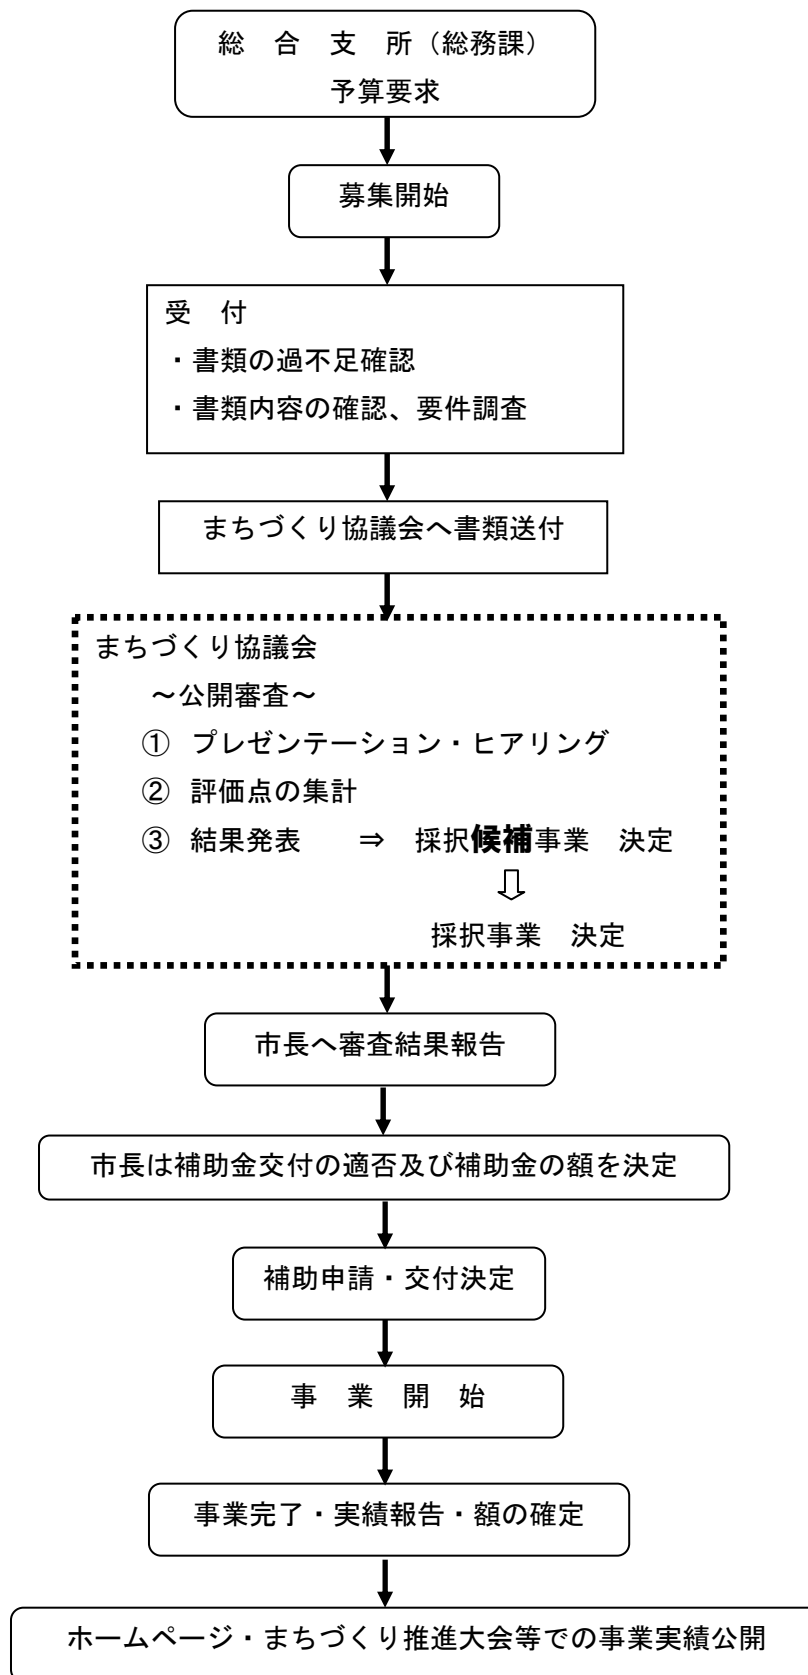 総　合　支　所（総務課）
予算要求
募集開始
受　付
・書類の過不足確認
・書類内容の確認、要件調査
まちづくり協議会へ書類送付
まちづくり協議会
～公開審査～
① プレゼンテーション・ヒアリング
② 評価点の集計
③ 結果発表　⇒　採択候補事業　決定
⇩
採択事業　決定
市長へ審査結果報告
市長は補助金交付の適否及び補助金の額を決定
補助申請・交付決定
事　業　開　始
事業完了・実績報告・額の確定
ホームページ・まちづくり推進大会等での事業実績公開